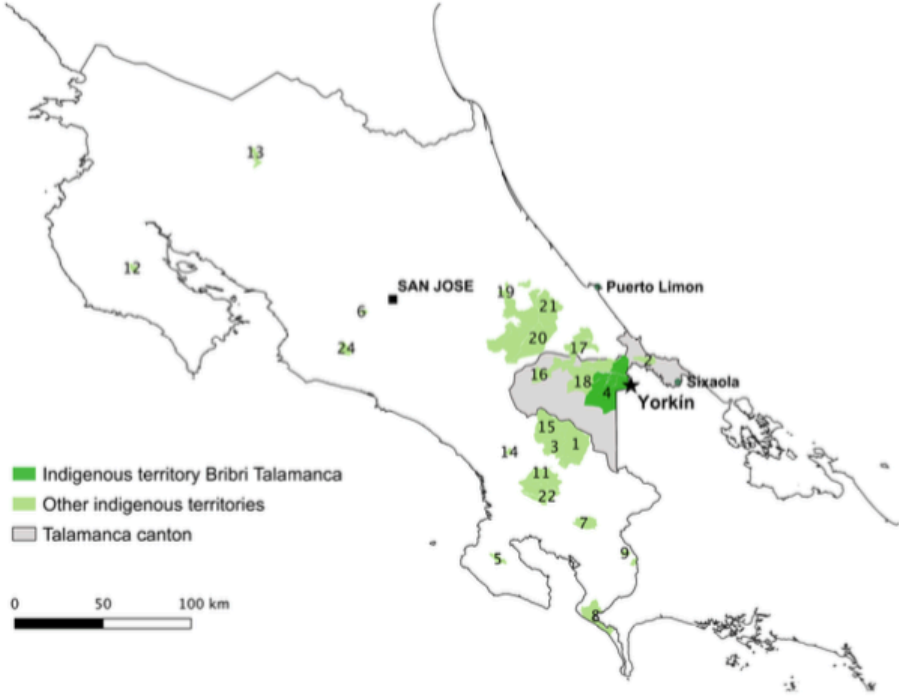 13
12
SAN JOSE
6
24
19
21
20
Puerto Limon
17
2
16
18
4
Sixaola
Yorkín
15
3
1
14
11
22
7
5
9
8
Indigenous territory Bribri Talamanca
Other indigenous territories
Talamanca canton
0 50 100 km